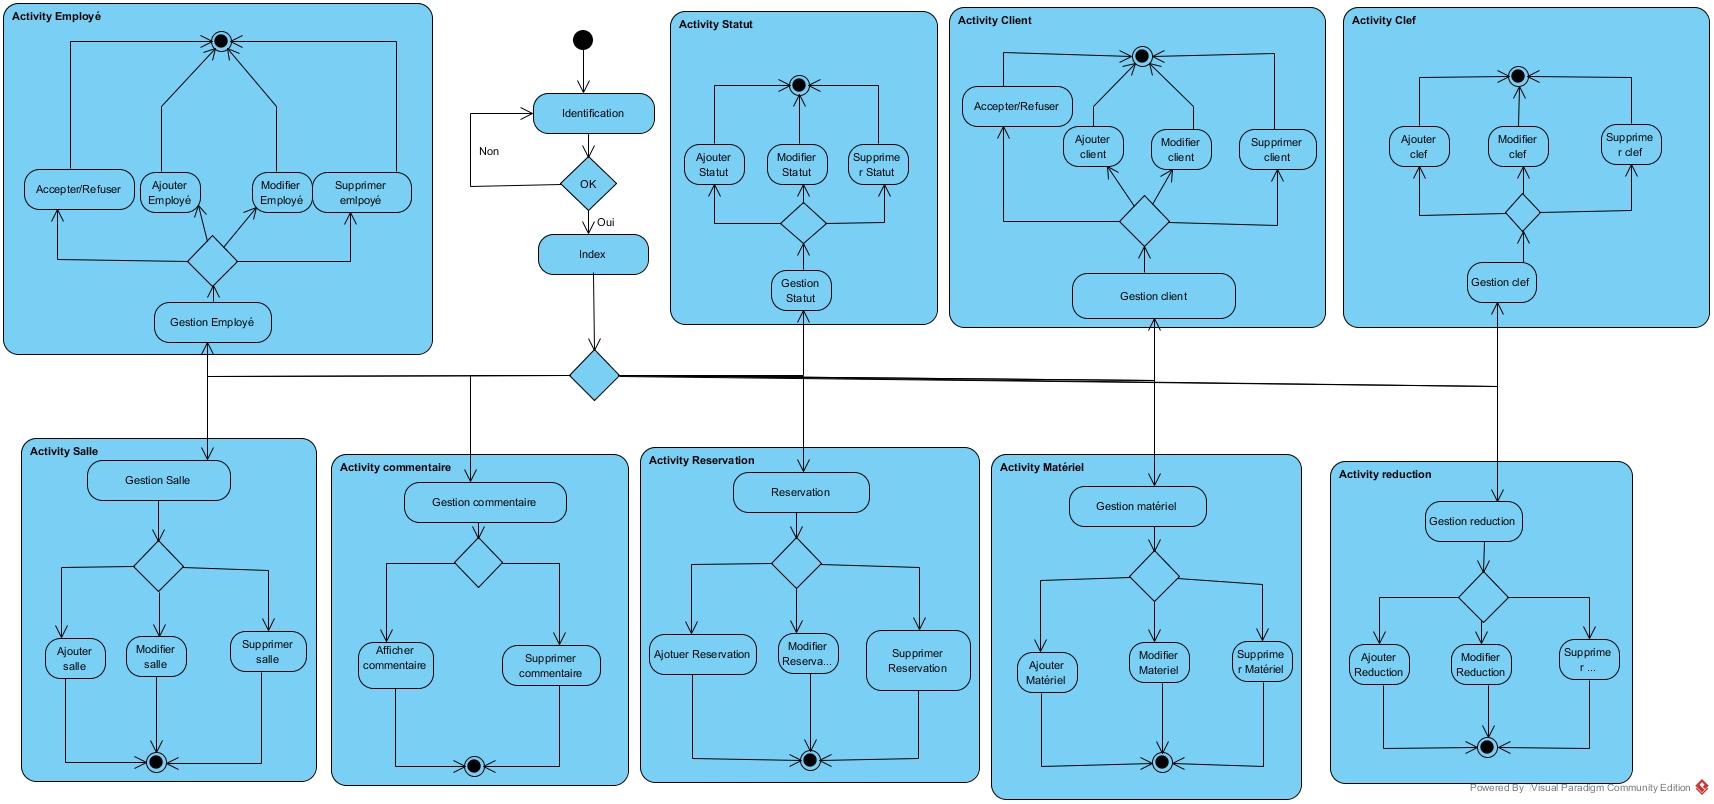 Activity Employé
Accepter/Refuser
Ajouter
Employé
Modifier
Employé
Supprimer
emlpoyé
Gestion Employé
Identification
Non
OK
Oui
Index
Activity Statut
Ajouter
Statut
Modifier
Statut
Supprime
r Statut
Gestion
Statut
Activity Client
Accepter/Refuser
Ajouter
client
Modifier
client
Supprimer
client
Gestion client
Activity Clef
Ajouter
clef
Modifier
clef
Supprime
r clef
Gestion clef
Activity Salle
Gestion Salle
Ajouter
salle
Modifier
salle
Supprimer
salle
Activity commentaire
Gestion commentaire
Afficher
commentaire
Supprimer
commentaire
Activity Reservation
Reservation
Ajotuer Reservation
Modifier
Reserva...
Supprimer
Reservation
Activity Matériel
Gestion matériel
Ajouter
Matériel
Modifier
Materiel
Supprime
r Matériel
Activity reduction
Gestion reduction
Ajouter
Reduction
Modifier
Reduction
Supprime
r ...
Powered By Visual Paradigm Community Edition